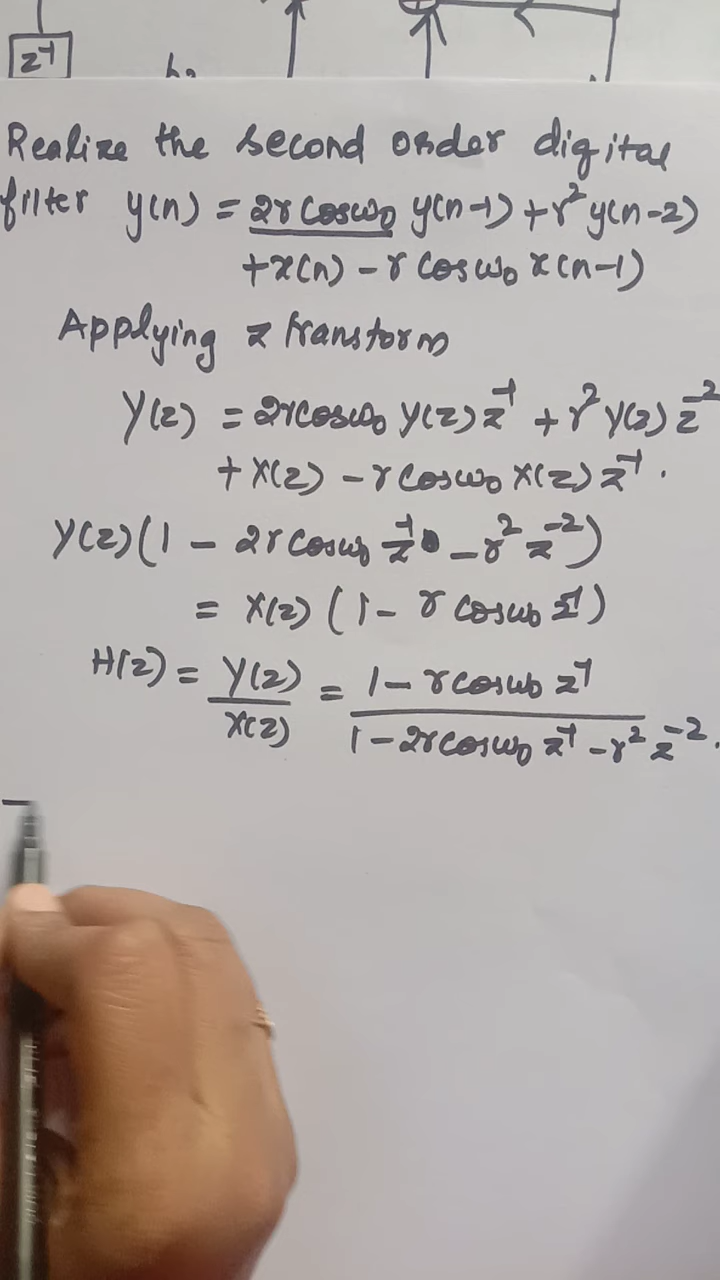 z⁻¹
Realize the second order digital
filter y(n) = 2r cosω₀ y(n-1) + r² y(n-2)
+ x(n) - r cosω₀ x(n-1)
Applying z transform
Y(z) = 2r cosω₀ Y(z) z⁻¹ + r² Y(z) z⁻²
+ X(z) - r cosω₀ X(z) z⁻¹.
Y(z) (1 - 2r cosω₀ z⁻¹ - r² z⁻²)
= X(z) (1 - r cosω₀ z⁻¹)
H(z) = Y(z)/X(z) = (1 - r cosω₀ z⁻¹)/(1 - 2r cosω₀ z⁻¹ - r² z⁻²).